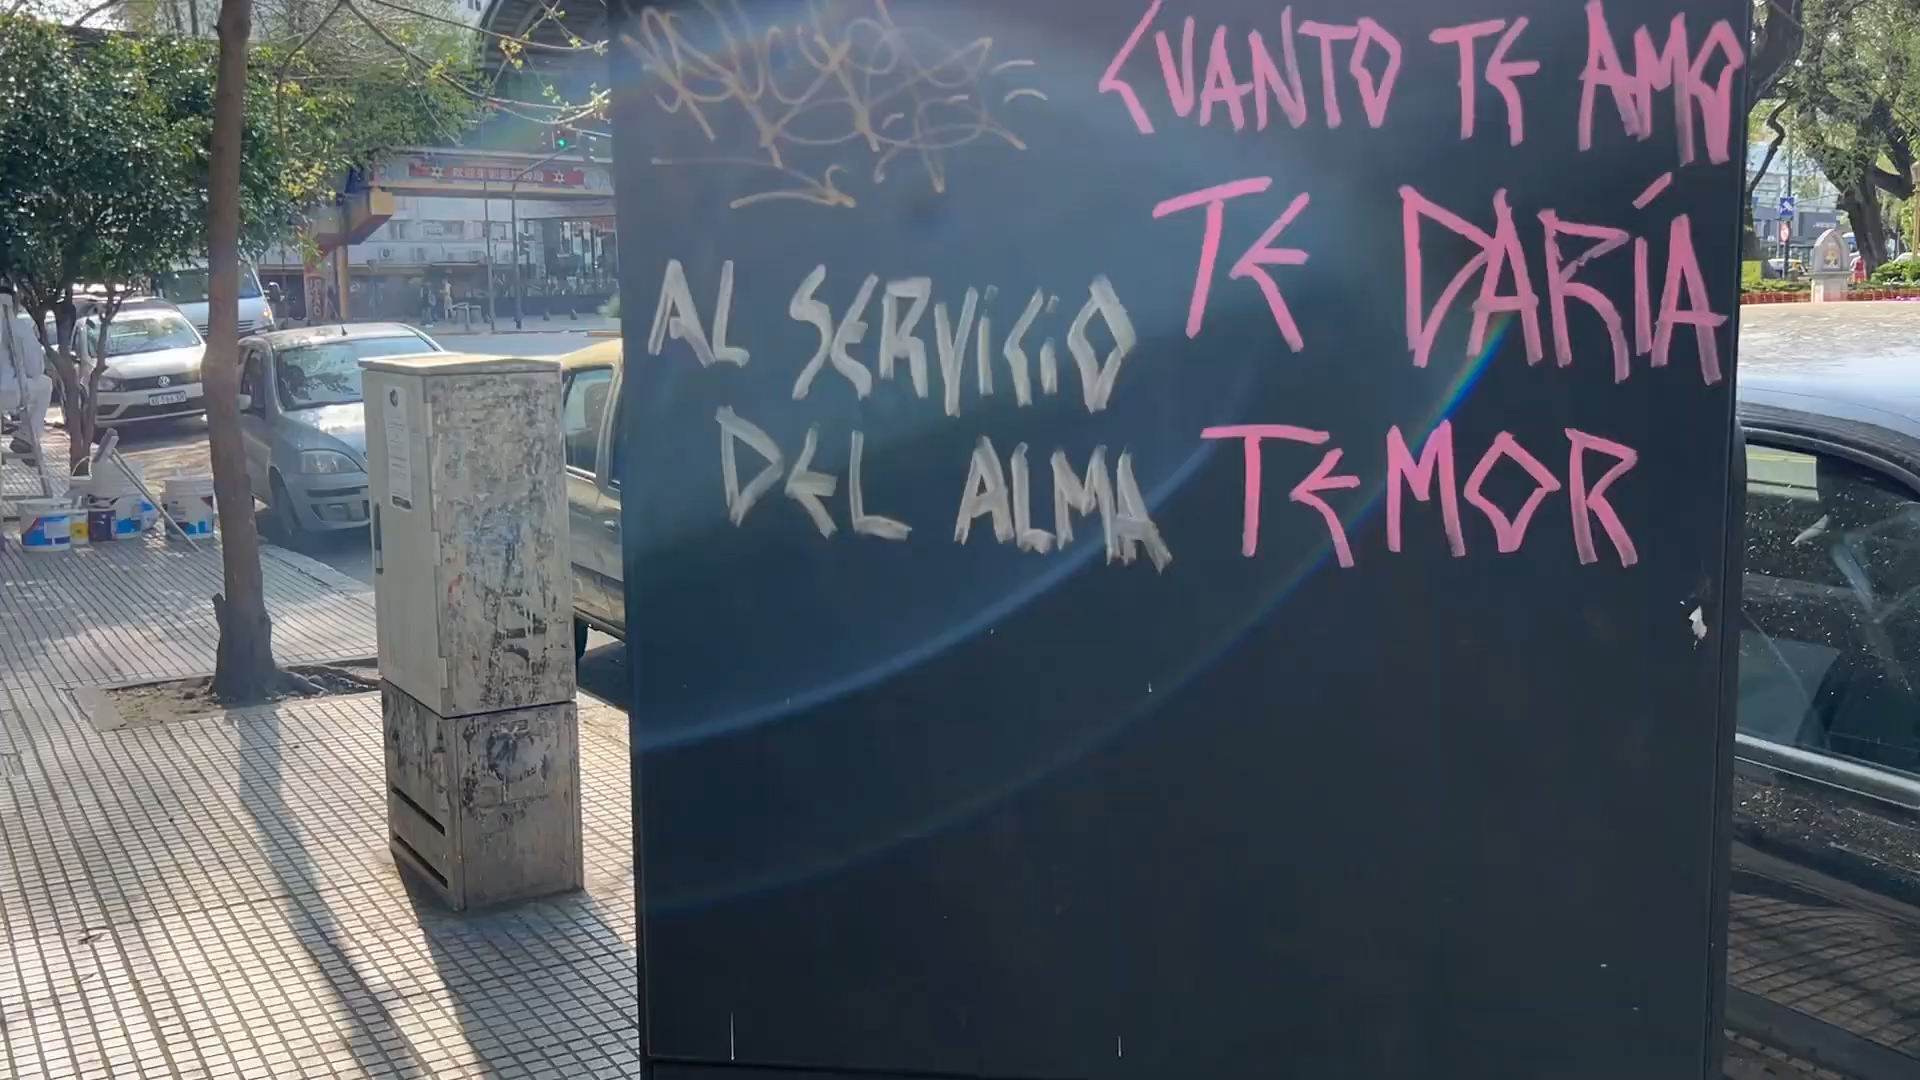 CUANTO TE AMO
TE DARÍA
TEMOR
AL SERViCiO
DEL ALMA